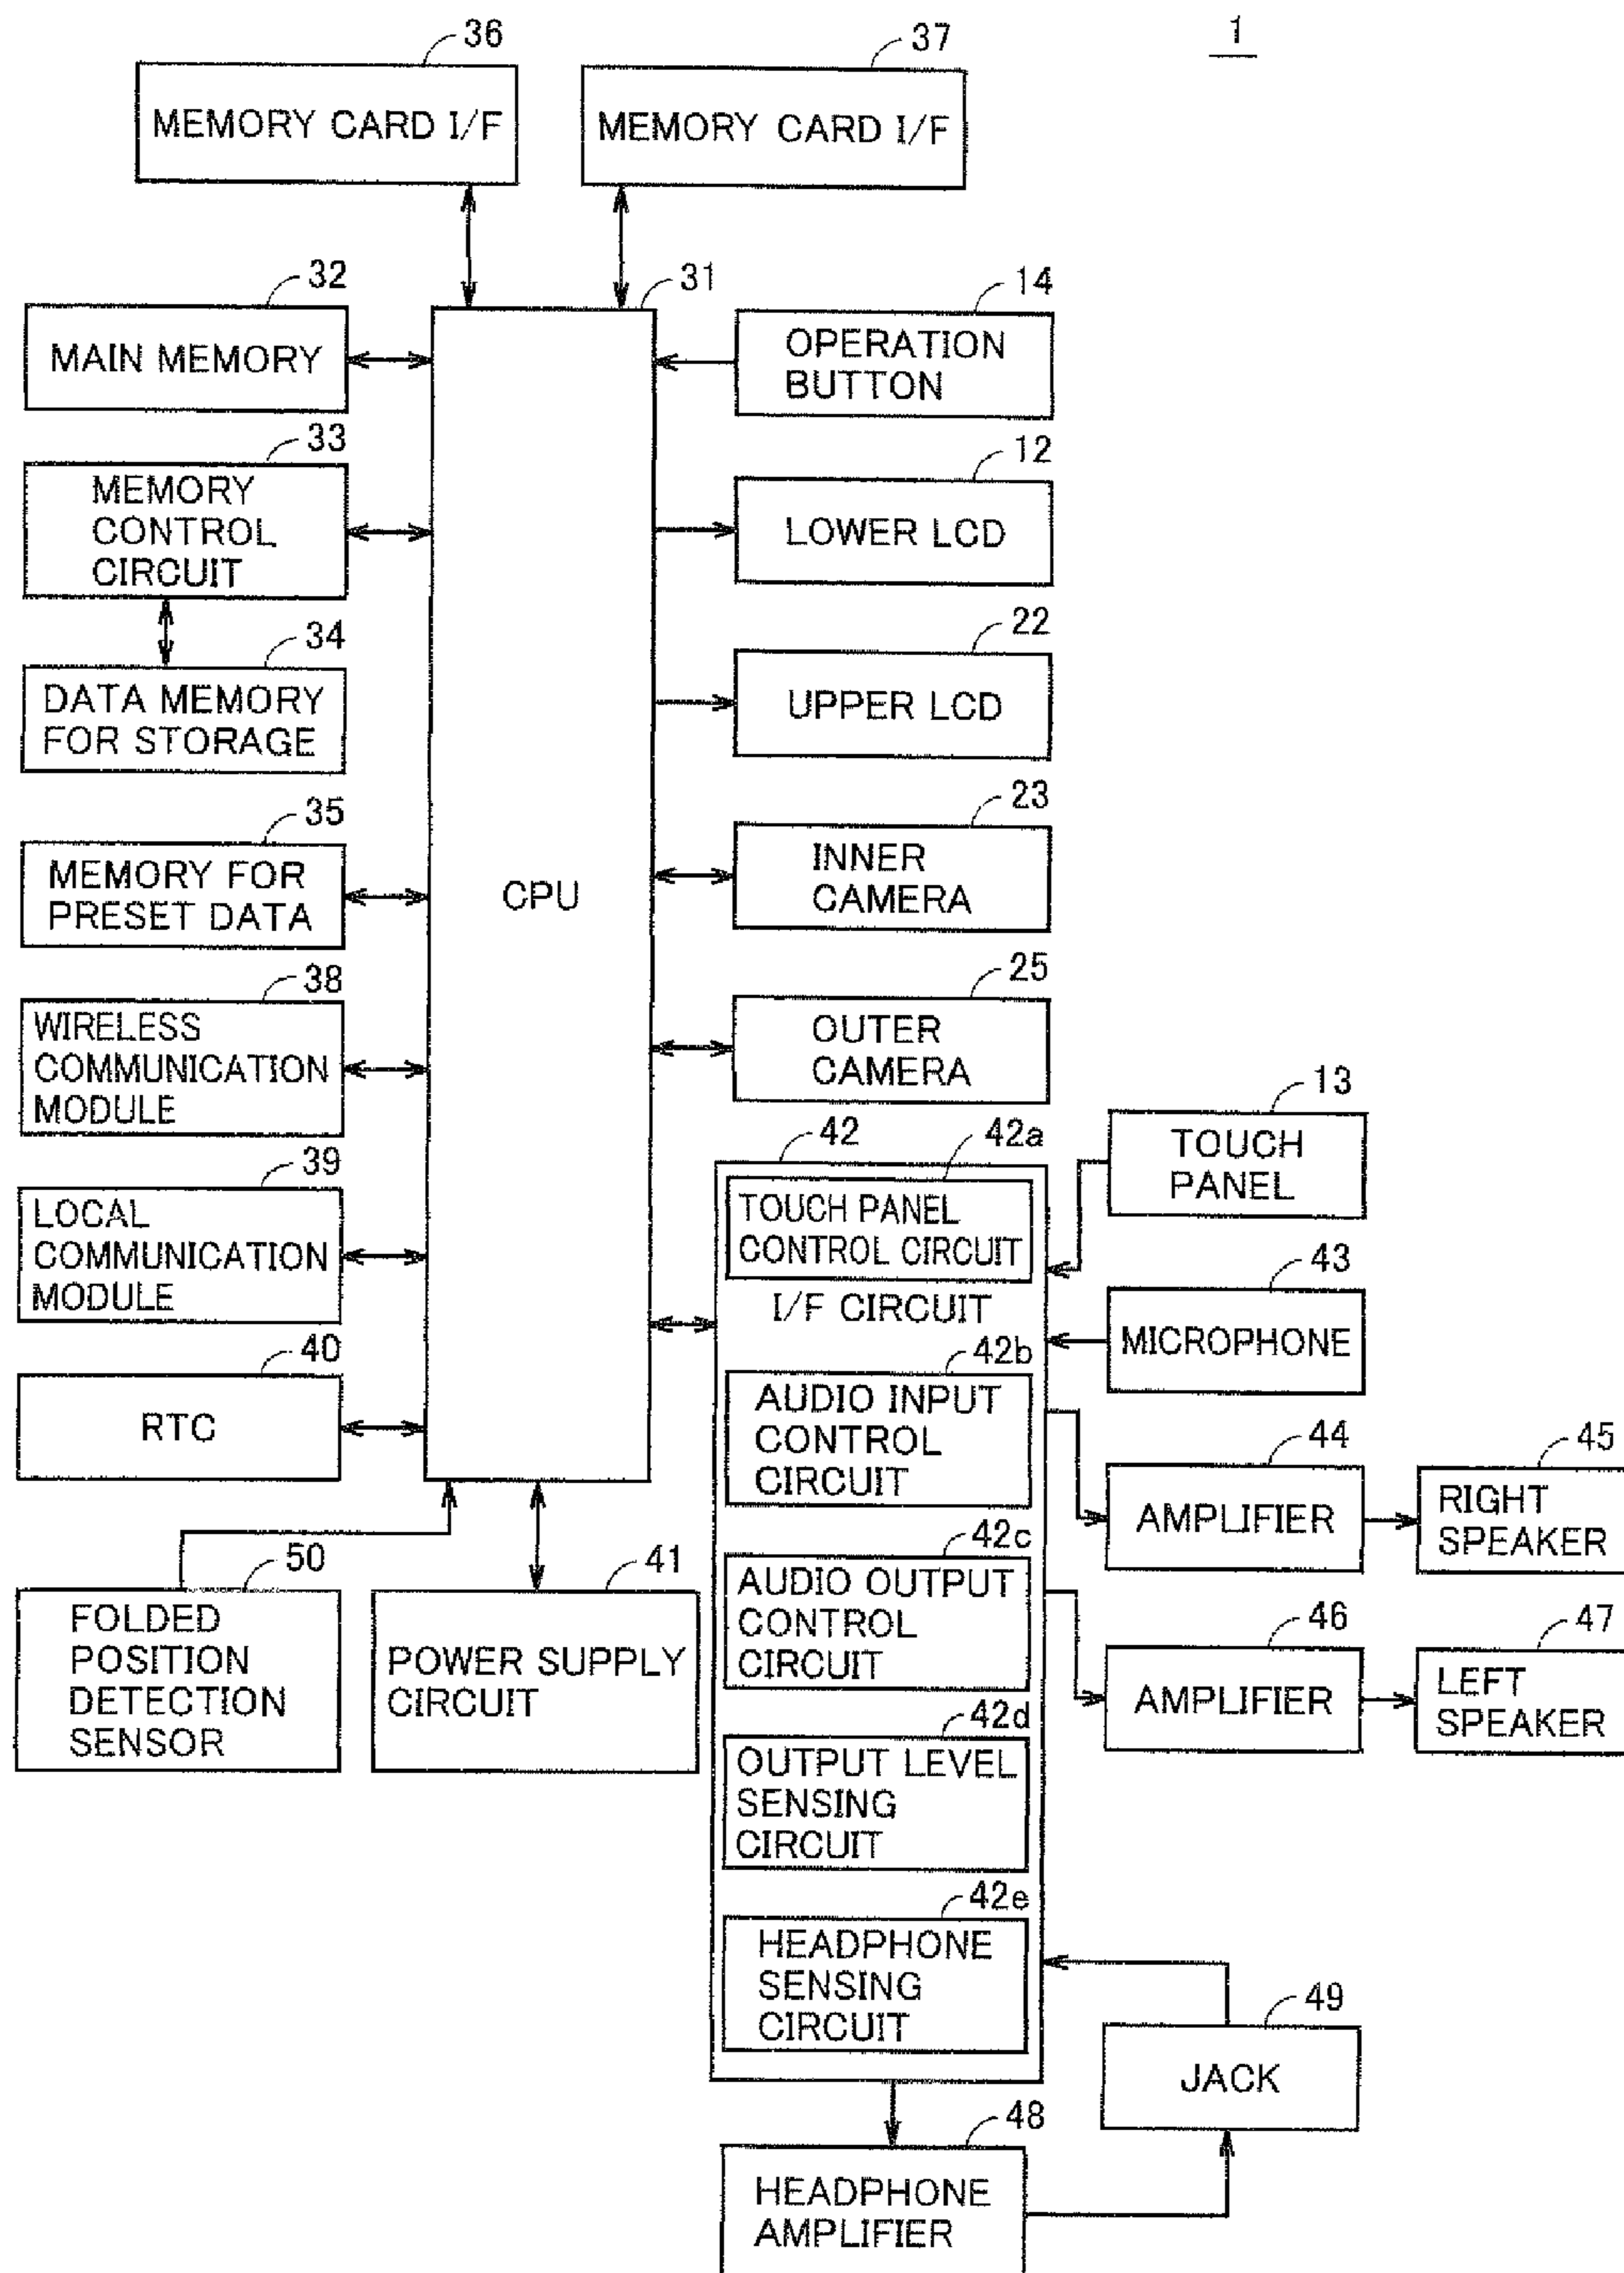 1
36
MEMORY CARD I/F
37
MEMORY CARD I/F
32
MAIN MEMORY
31
CPU
14
OPERATION
BUTTON
33
MEMORY
CONTROL
CIRCUIT
12
LOWER LCD
34
DATA MEMORY
FOR STORAGE
22
UPPER LCD
35
MEMORY FOR
PRESET DATA
23
INNER
CAMERA
38
WIRELESS
COMMUNICATION
MODULE
25
OUTER
CAMERA
39
LOCAL
COMMUNICATION
MODULE
42
42a
TOUCH PANEL
CONTROL CIRCUIT
I/F CIRCUIT
13
TOUCH
PANEL
43
MICROPHONE
40
RTC
42b
AUDIO INPUT
CONTROL
CIRCUIT
44
AMPLIFIER
45
RIGHT
SPEAKER
50
FOLDED
POSITION
DETECTION
SENSOR
41
POWER SUPPLY
CIRCUIT
42c
AUDIO OUTPUT
CONTROL
CIRCUIT
46
AMPLIFIER
47
LEFT
SPEAKER
42d
OUTPUT LEVEL
SENSING
CIRCUIT
42e
HEADPHONE
SENSING
CIRCUIT
49
JACK
48
HEADPHONE
AMPLIFIER